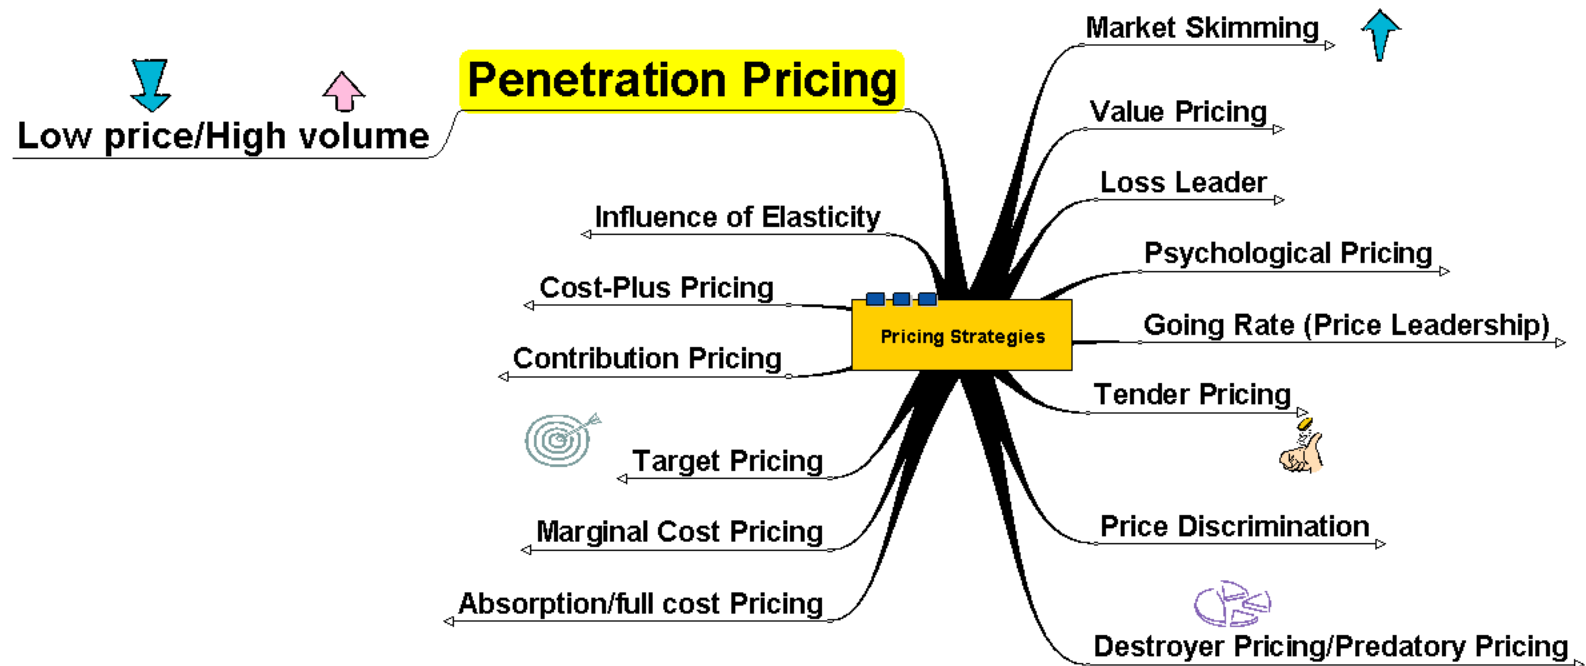 Penetration Pricing
Low price/High volume
Influence of Elasticity
Cost-Plus Pricing
Contribution Pricing
Target Pricing
Marginal Cost Pricing
Absorption/full cost Pricing
Pricing Strategies
Market Skimming
Value Pricing
Loss Leader
Psychological Pricing
Going Rate (Price Leadership)
Tender Pricing
Price Discrimination
Destroyer Pricing/Predatory Pricing